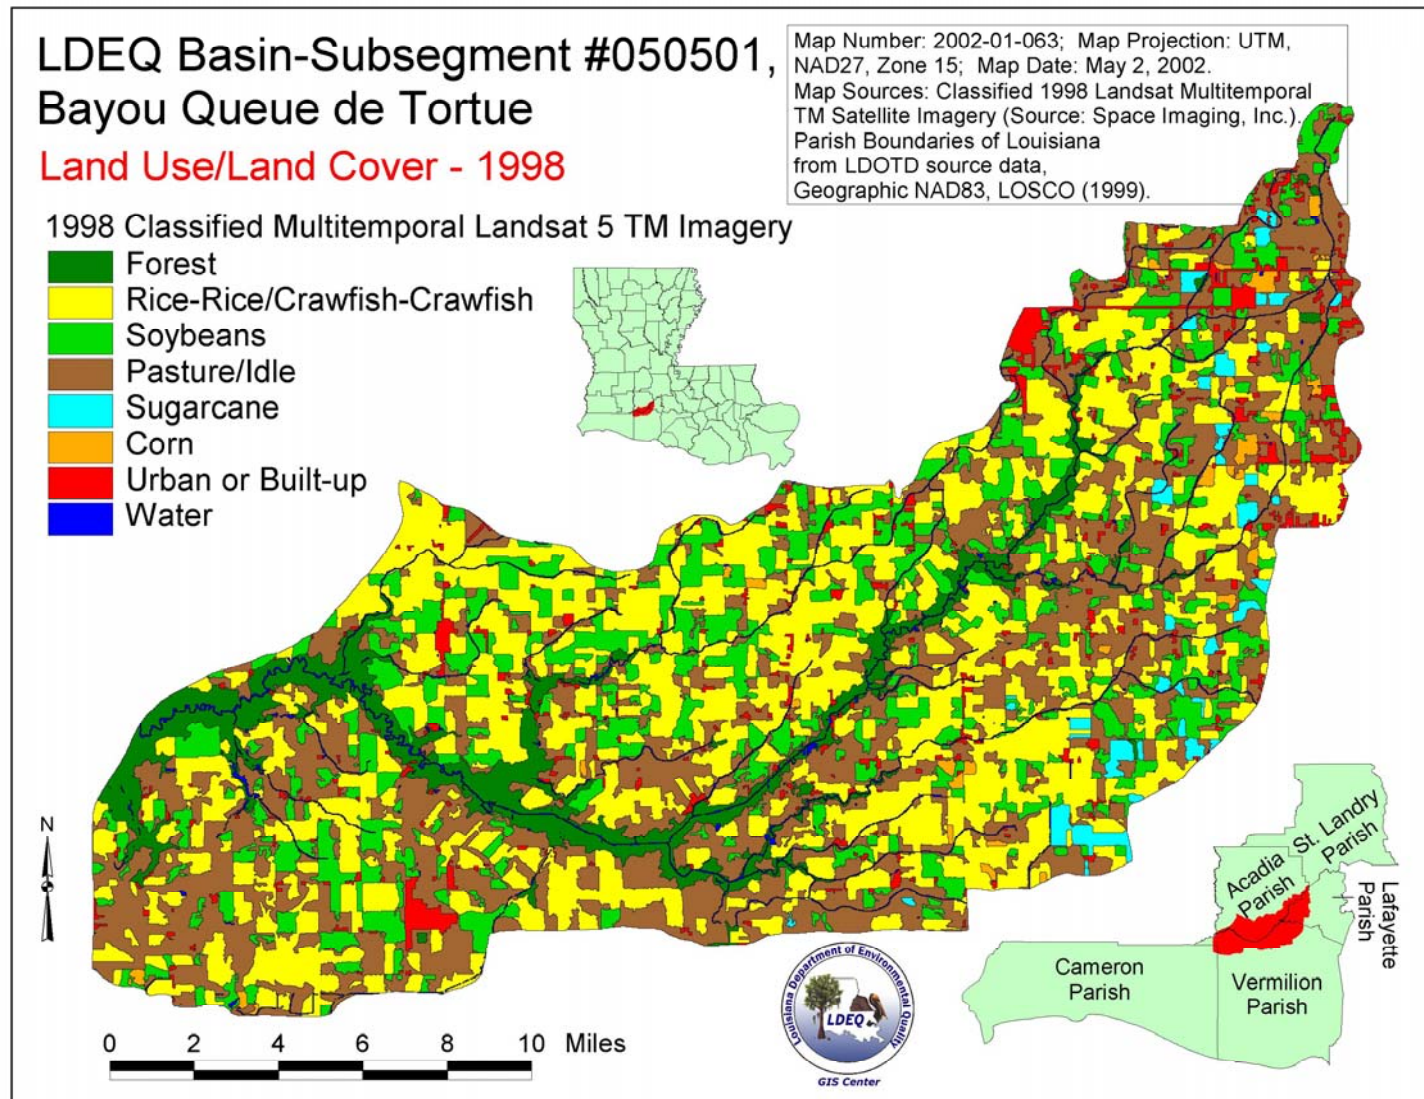 LDEQ Basin-Subsegment #050501,
Bayou Queue de Tortue
Land Use/Land Cover - 1998
Map Number: 2002-01-063; Map Projection: UTM,
NAD27, Zone 15; Map Date: May 2, 2002.
Map Sources: Classified 1998 Landsat Multitemporal
TM Satellite Imagery (Source: Space Imaging, Inc.).
Parish Boundaries of Louisiana
from LDOTD source data,
Geographic NAD83, LOSCO (1999).
1998 Classified Multitemporal Landsat 5 TM Imagery
Forest
Rice-Rice/Crawfish-Crawfish
Soybeans
Pasture/Idle
Sugarcane
Corn
Urban or Built-up
Water
N
0 2 4 6 8 10 Miles
Louisiana Department of Environmental Quality
LDEQ
GIS Center
St. Landry
Parish
Acadia
Parish
Lafayette
Parish
Cameron
Parish
Vermilion
Parish